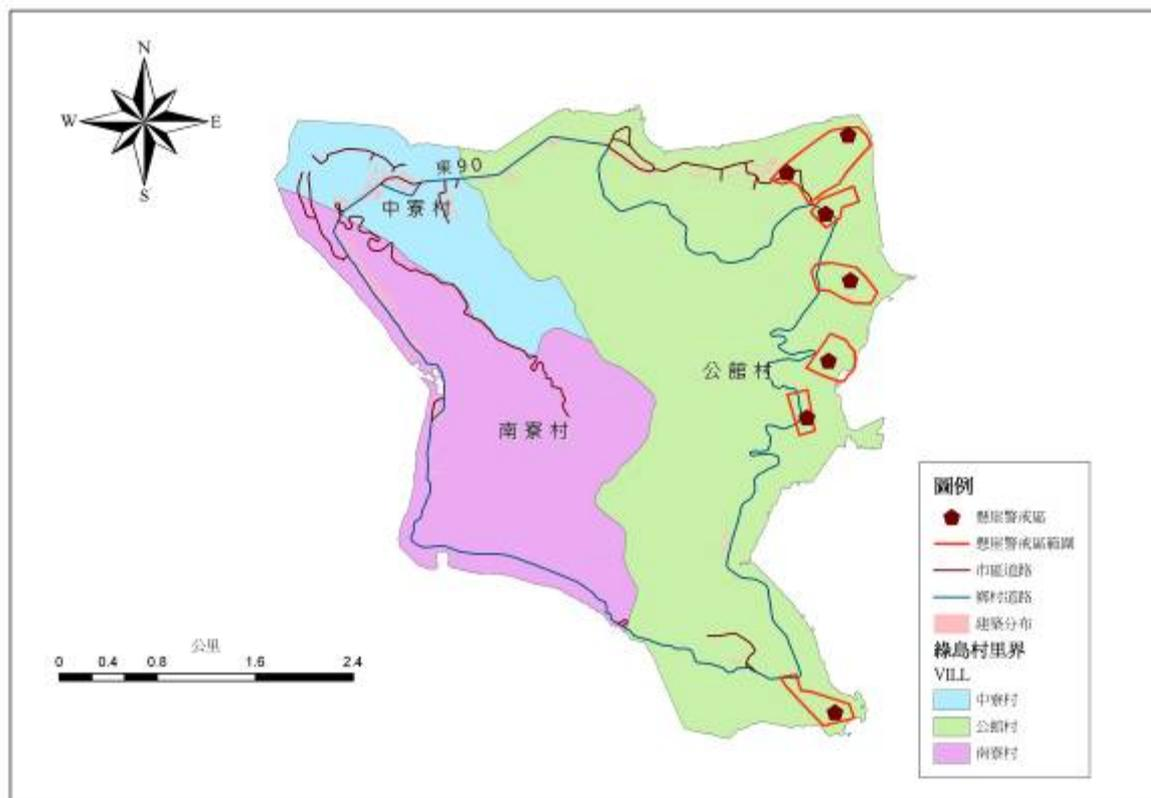 N
W E
S
東90
中寮村
公館村
南寮村
公里
0 0.4 0.8 1.6 2.4
圖例
懸崖警戒區
懸崖警戒區範圍
市區道路
鄉村道路
建築分布
綠島村里界
VILL
中寮村
公館村
南寮村